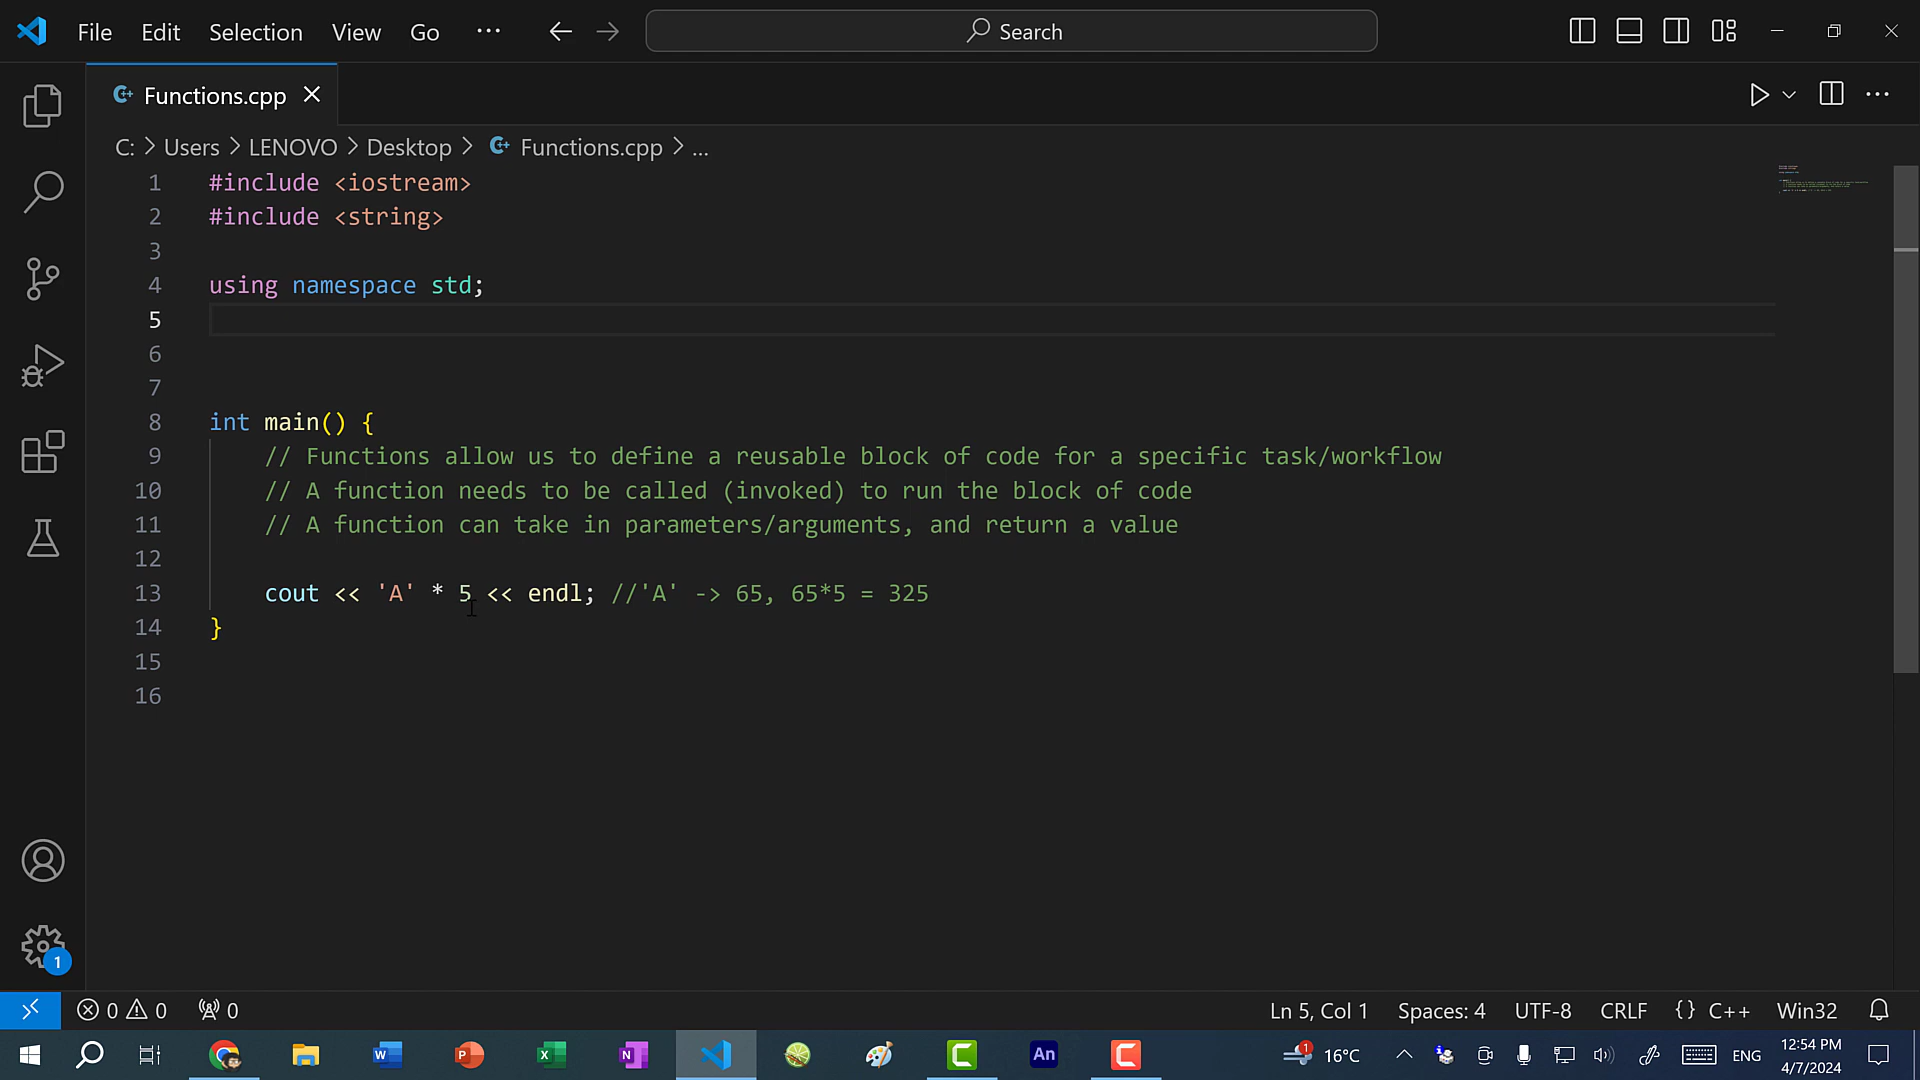 File Edit Selection View Go ... Search
Functions.cpp
C: > Users > LENOVO > Desktop > Functions.cpp > ...
1 #include <iostream>
2 #include <string>
3
4 using namespace std;
5
6
7
8 int main() {
9 // Functions allow us to define a reusable block of code for a specific task/workflow
10 // A function needs to be called (invoked) to run the block of code
11 // A function can take in parameters/arguments, and return a value
12
13 cout << 'A' * 5 << endl; //'A' -> 65, 65*5 = 325
14 }
15
16
1
0 0 0 Ln 5, Col 1 Spaces: 4 UTF-8 CRLF {} C++ Win32
W P X N An C C 1 16°C ENG 12:54 PM
4/7/2024